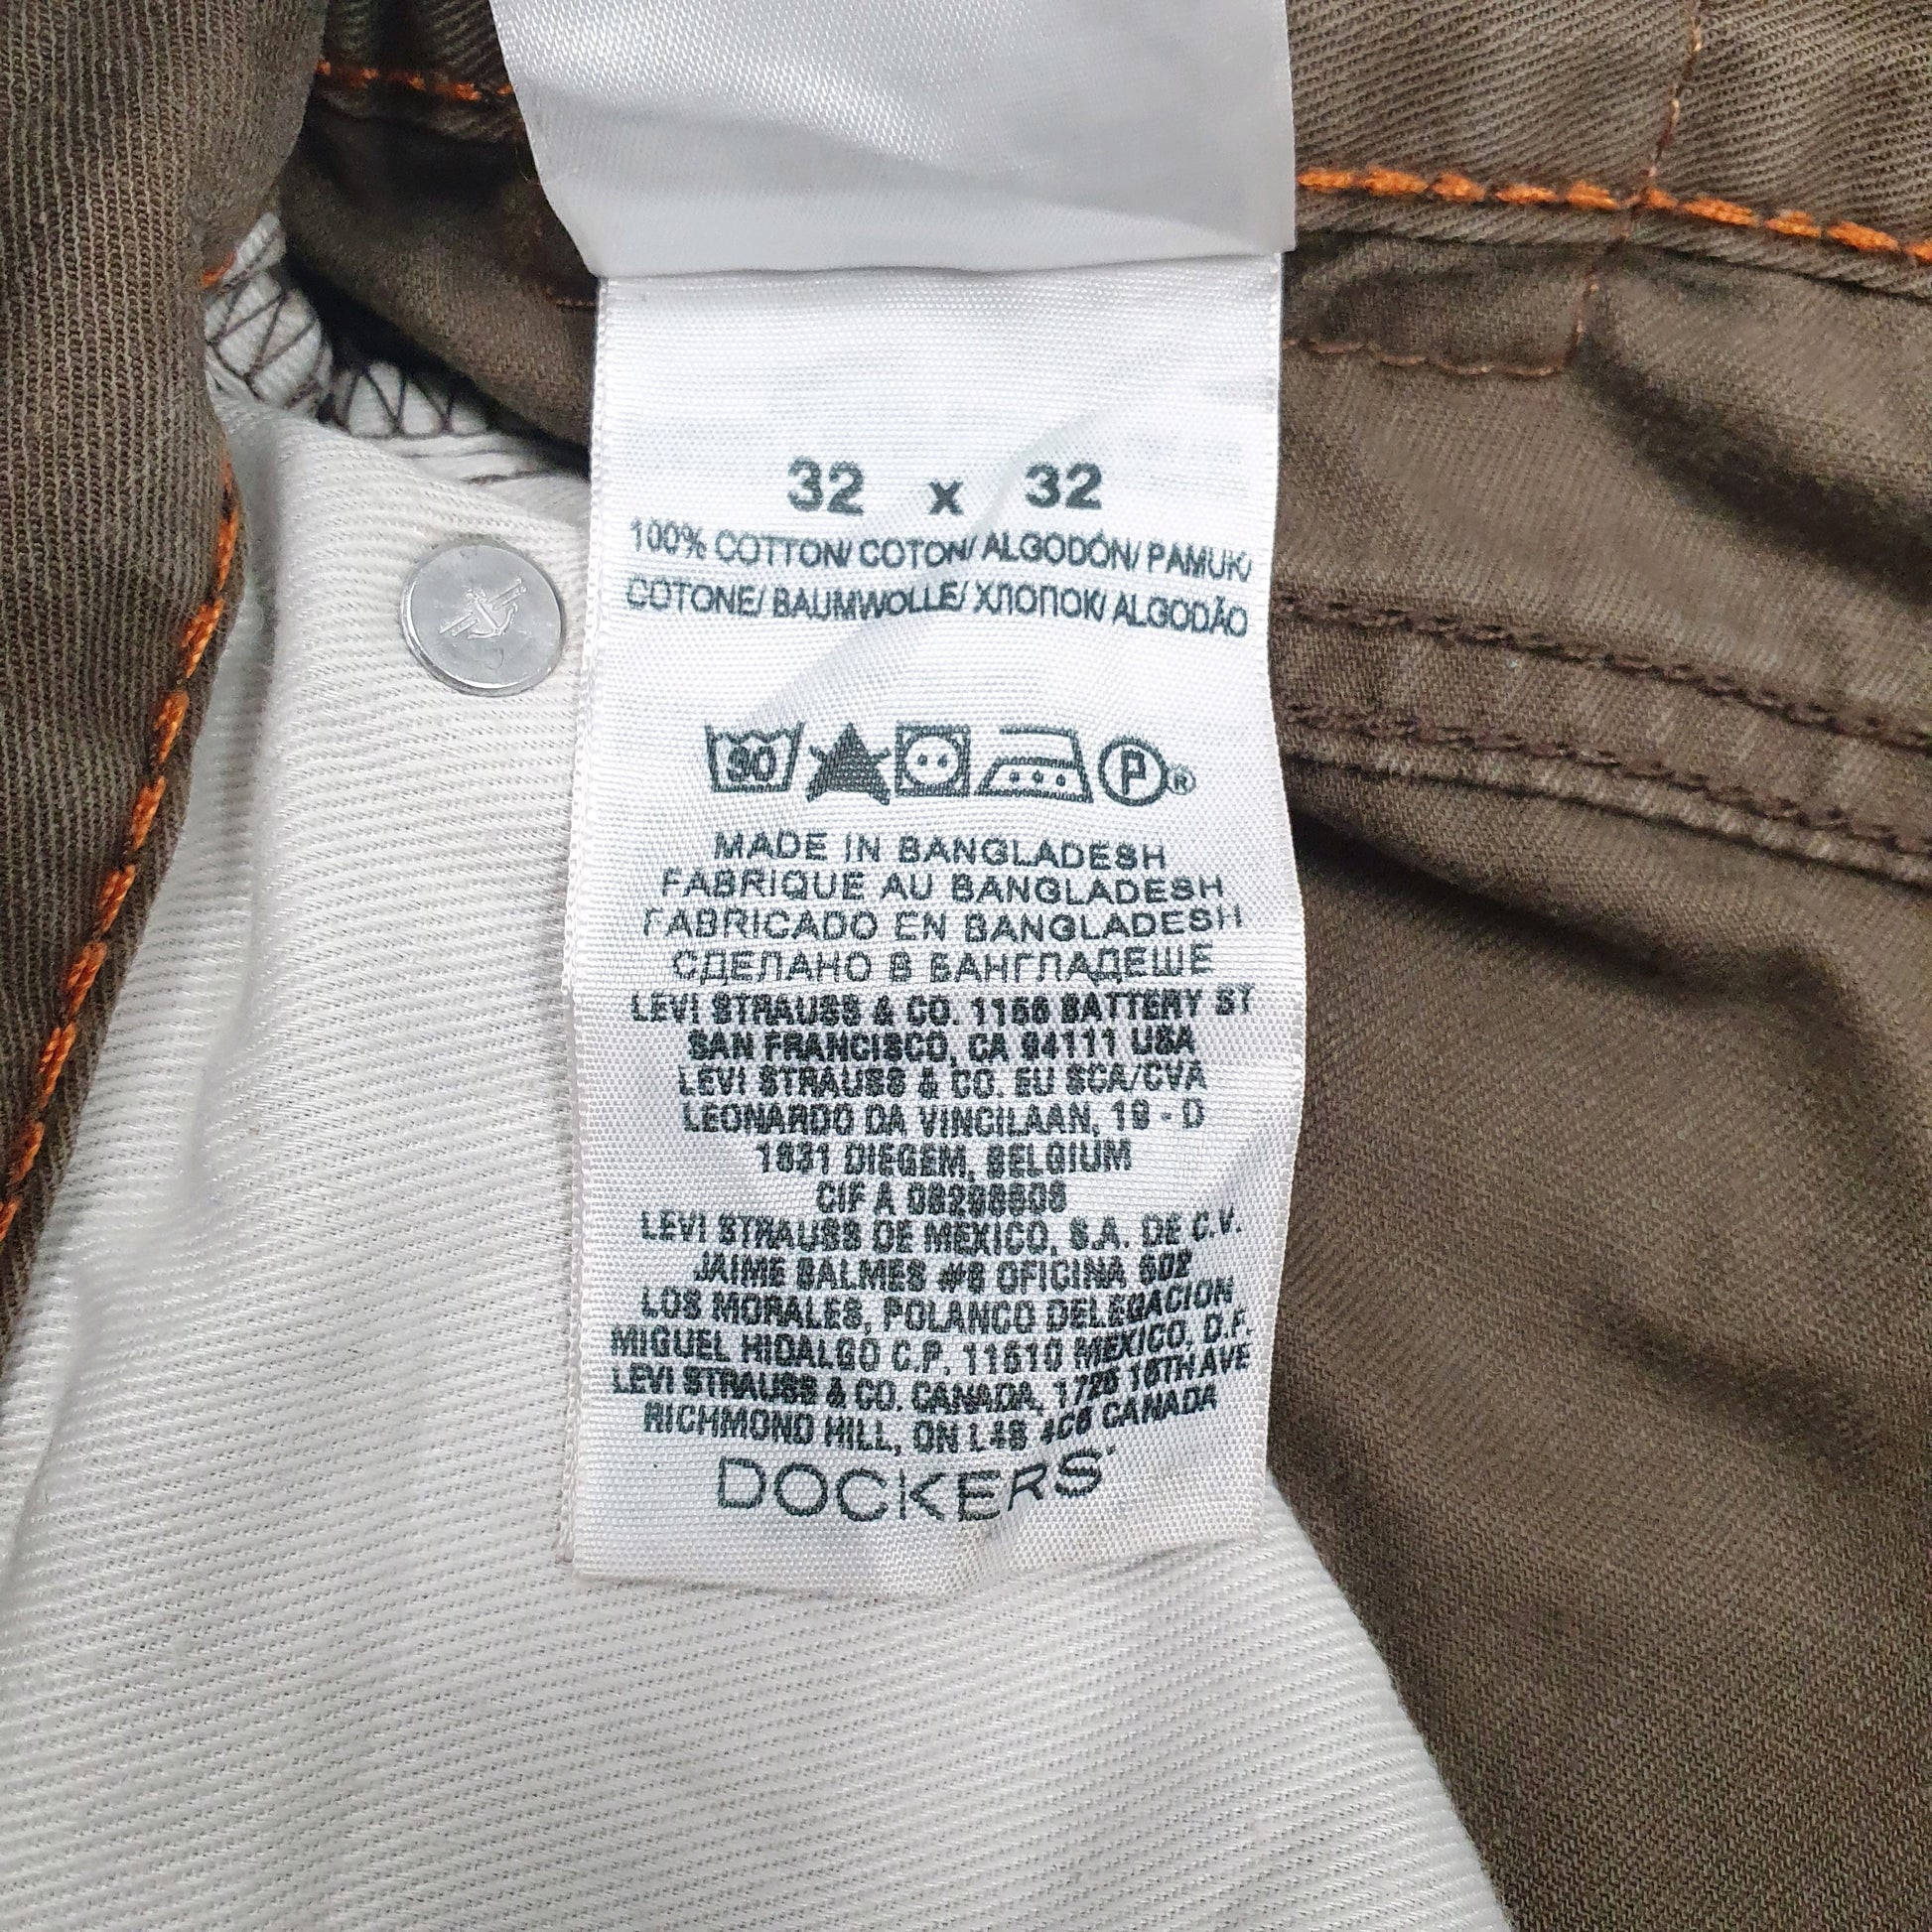 32 x 32
100% COTTON/ COTON/ ALGODÓN/ PAMUK/
COTONE/ BAUMWOLLE/ ХЛОПОК/ ALGODÃO
P ®
MADE IN BANGLADESH
FABRIQUE AU BANGLADESH
FABRICADO EN BANGLADESH
СДЕЛАНО В БАНГЛАДЕШЕ
LEVI STRAUSS & CO. 1155 BATTERY ST
SAN FRANCISCO, CA 94111 USA
LEVI STRAUSS & CO. EU SCA/CVA
LEONARDO DA VINCILAAN, 19 - D
1831 DIEGEM, BELGIUM
CIF A
LEVI STRAUSS DE MEXICO, S.A. DE C.V.
JAIME BALMES OFICINA
LOS MORALES, POLANCO DELEGACION
MIGUEL HIDALGO C.P. 11510 MEXICO, D.F.
LEVI STRAUSS & CO. CANADA, 1725 16TH AVE
RICHMOND HILL, ON L4B 4C6 CANADA
DOCKERS